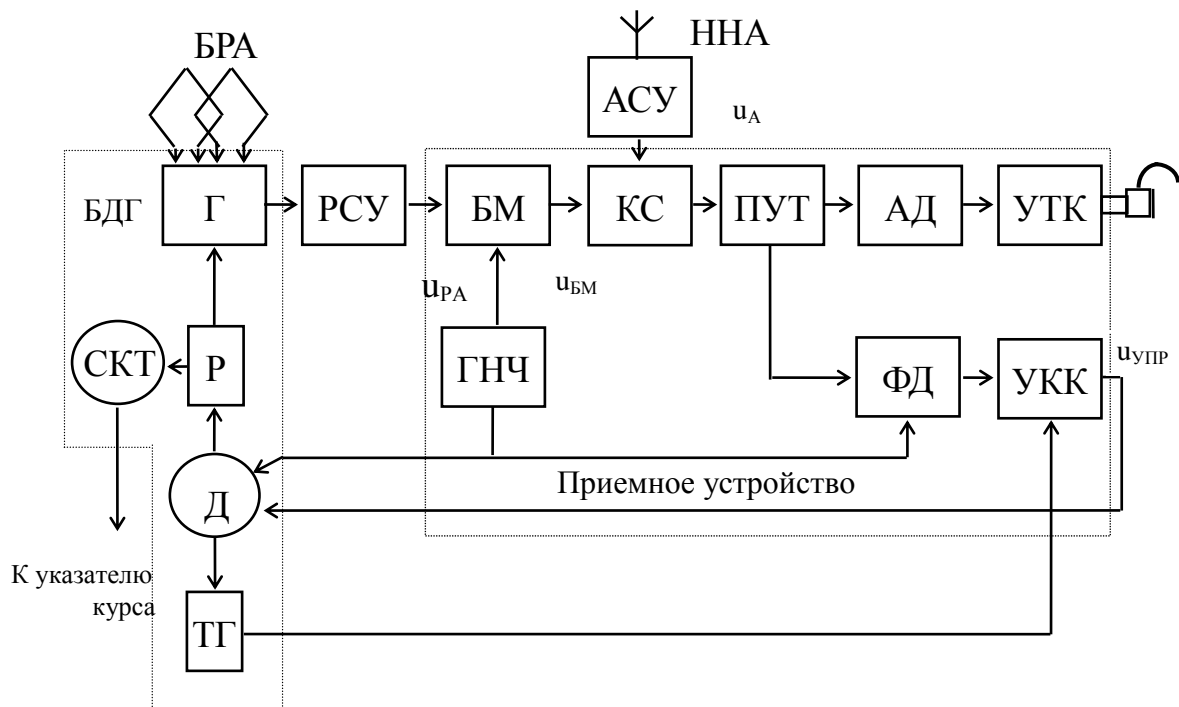 ННА
БРА
АСУ
uА
БДГ
Г
РСУ
БМ
КС
ПУТ
АД
УТК
uРА
uБМ
СКТ
Р
ГНЧ
ФД
УКК
uУПР
Д
Приемное устройство
К указателю
курса
ТГ